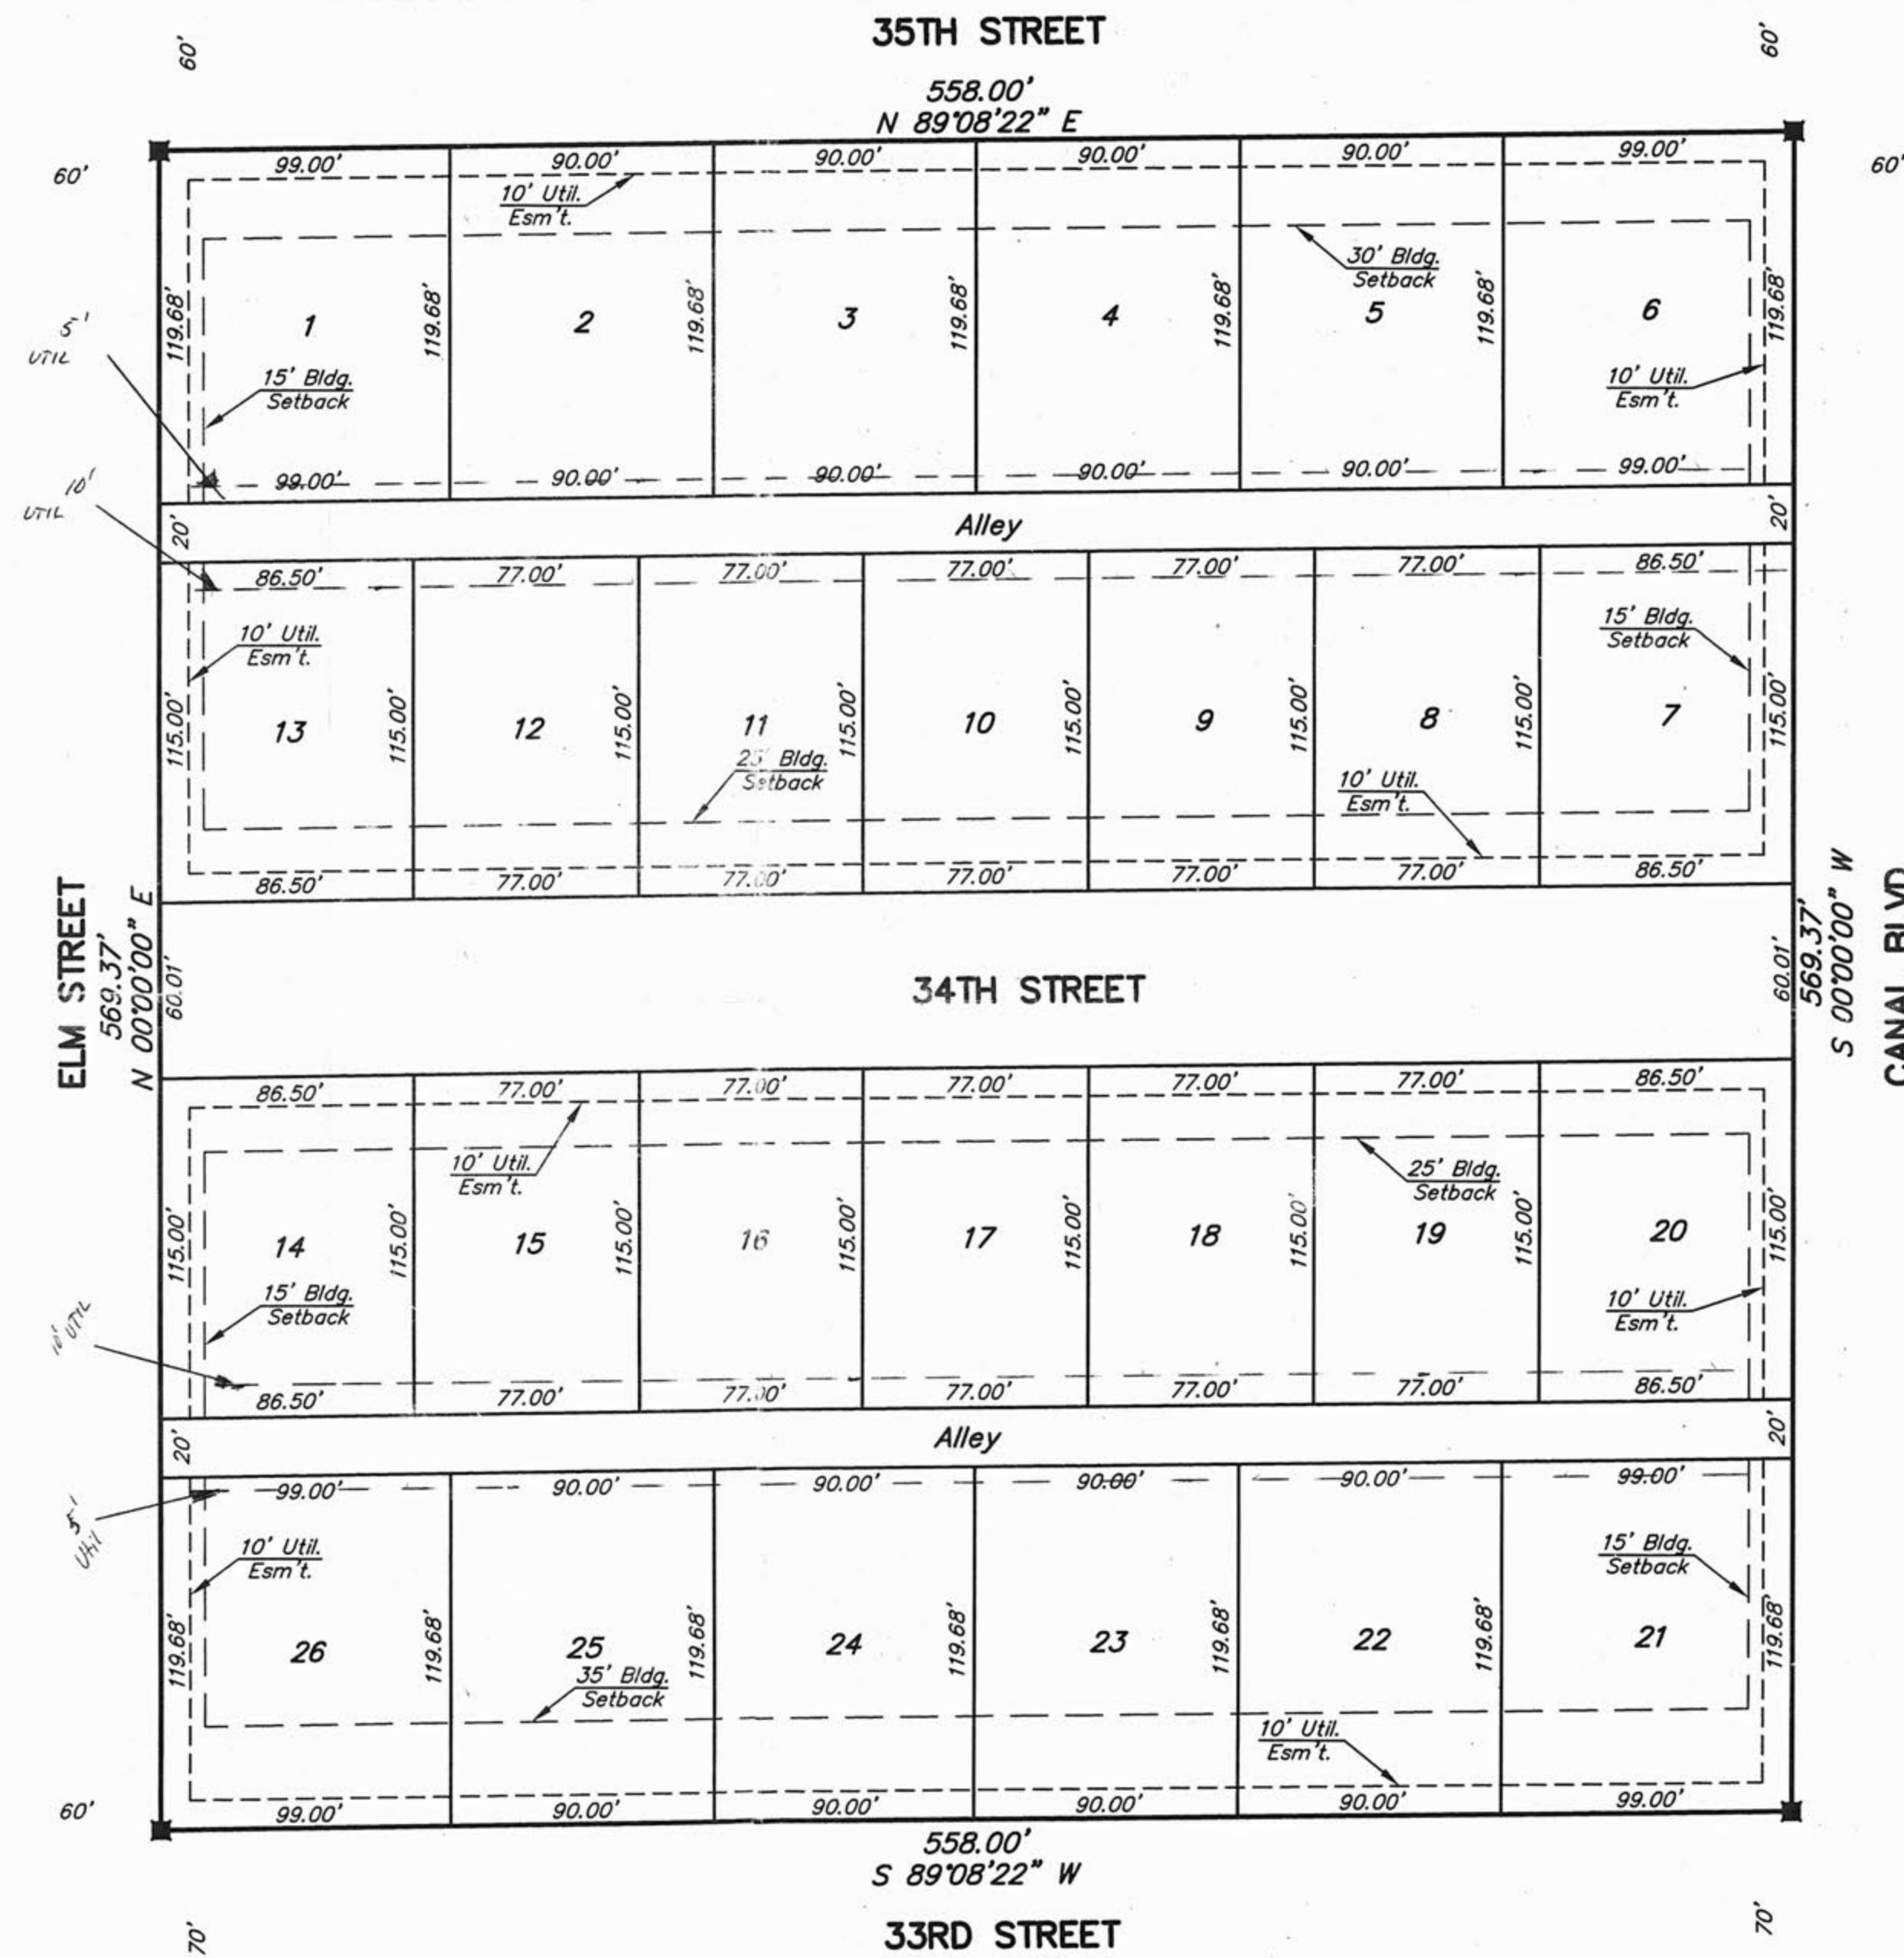 35TH STREET
60' 60'
558.00'
N 89°08'22" E
60' 60'
99.00' 90.00' 90.00' 90.00' 90.00' 99.00'
10' Util.
Esm't.
30' Bldg.
Setback
119.68' 119.68' 119.68' 119.68' 119.68' 119.68' 119.68'
1 2 3 4 5 6
5'
UTIL
15' Bldg.
Setback
10' Util.
Esm't.
99.00' 90.00' 90.00' 90.00' 90.00' 99.00'
10'
UTIL
20' Alley 20'
86.50' 77.00' 77.00' 77.00' 77.00' 77.00' 86.50'
10' Util.
Esm't.
15' Bldg.
Setback
115.00' 115.00' 115.00' 115.00' 115.00' 115.00' 115.00' 115.00'
13 12 11 10 9 8 7
25' Bldg.
Setback
10' Util.
Esm't.
86.50' 77.00' 77.00' 77.00' 77.00' 77.00' 86.50'
ELM STREET
569.37'
N 00°00'00" E
60.01'
34TH STREET
60.01'
569.37'
S 00°00'00" W
CANAL BLVD
86.50' 77.00' 77.00' 77.00' 77.00' 77.00' 86.50'
10' Util.
Esm't.
25' Bldg.
Setback
115.00' 115.00' 115.00' 115.00' 115.00' 115.00' 115.00' 115.00'
14 15 16 17 18 19 20
15' Bldg.
Setback
10' Util.
Esm't.
10' UTIL
86.50' 77.00' 77.00' 77.00' 77.00' 77.00' 86.50'
20' Alley 20'
99.00' 90.00' 90.00' 90.00' 90.00' 99.00'
5'
Util
10' Util.
Esm't.
15' Bldg.
Setback
119.68' 119.68' 119.68' 119.68' 119.68' 119.68' 119.68'
26 25 24 23 22 21
35' Bldg.
Setback
10' Util.
Esm't.
99.00' 90.00' 90.00' 90.00' 90.00' 99.00'
60'
558.00'
S 89°08'22" W
70' 70'
33RD STREET